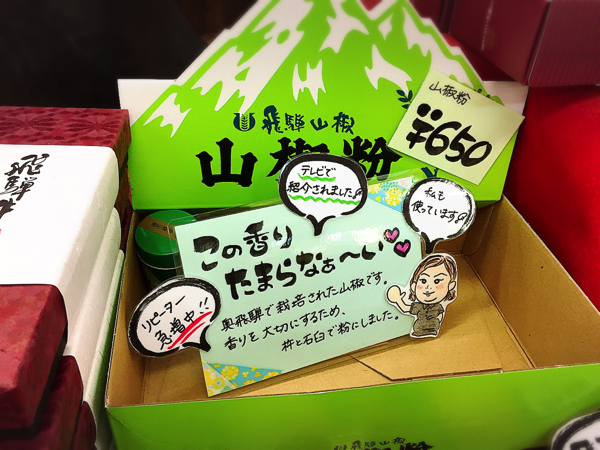 飛騨山椒
山椒粉
山椒粉
¥650
テレビで
紹介されました♪
私も
使っています♪
この香り
たまらなぁ〜い
奥飛騨で栽培された山椒です。
香りを大切にするため、
杵と石臼で粉にしました。
リピーター
急増中!!
飛騨
飛騨山椒